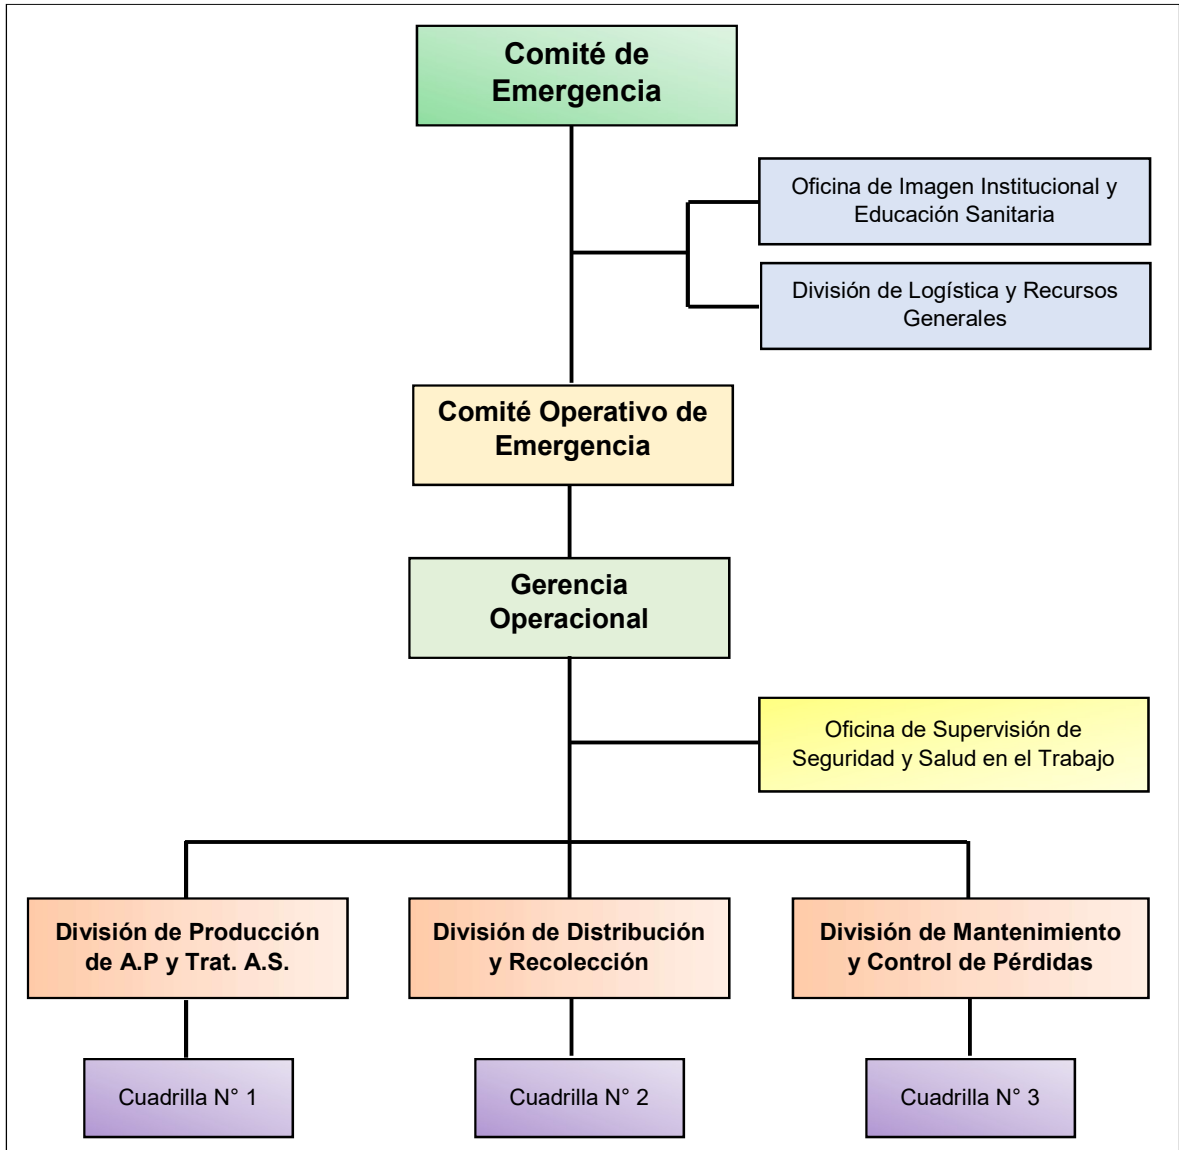 Comité de
Emergencia
Oficina de Imagen Institucional y
Educación Sanitaria
División de Logística y Recursos
Generales
Comité Operativo de
Emergencia
Gerencia
Operacional
Oficina de Supervisión de
Seguridad y Salud en el Trabajo
División de Producción
de A.P y Trat. A.S.
División de Distribución
y Recolección
División de Mantenimiento
y Control de Pérdidas
Cuadrilla N° 1
Cuadrilla N° 2
Cuadrilla N° 3